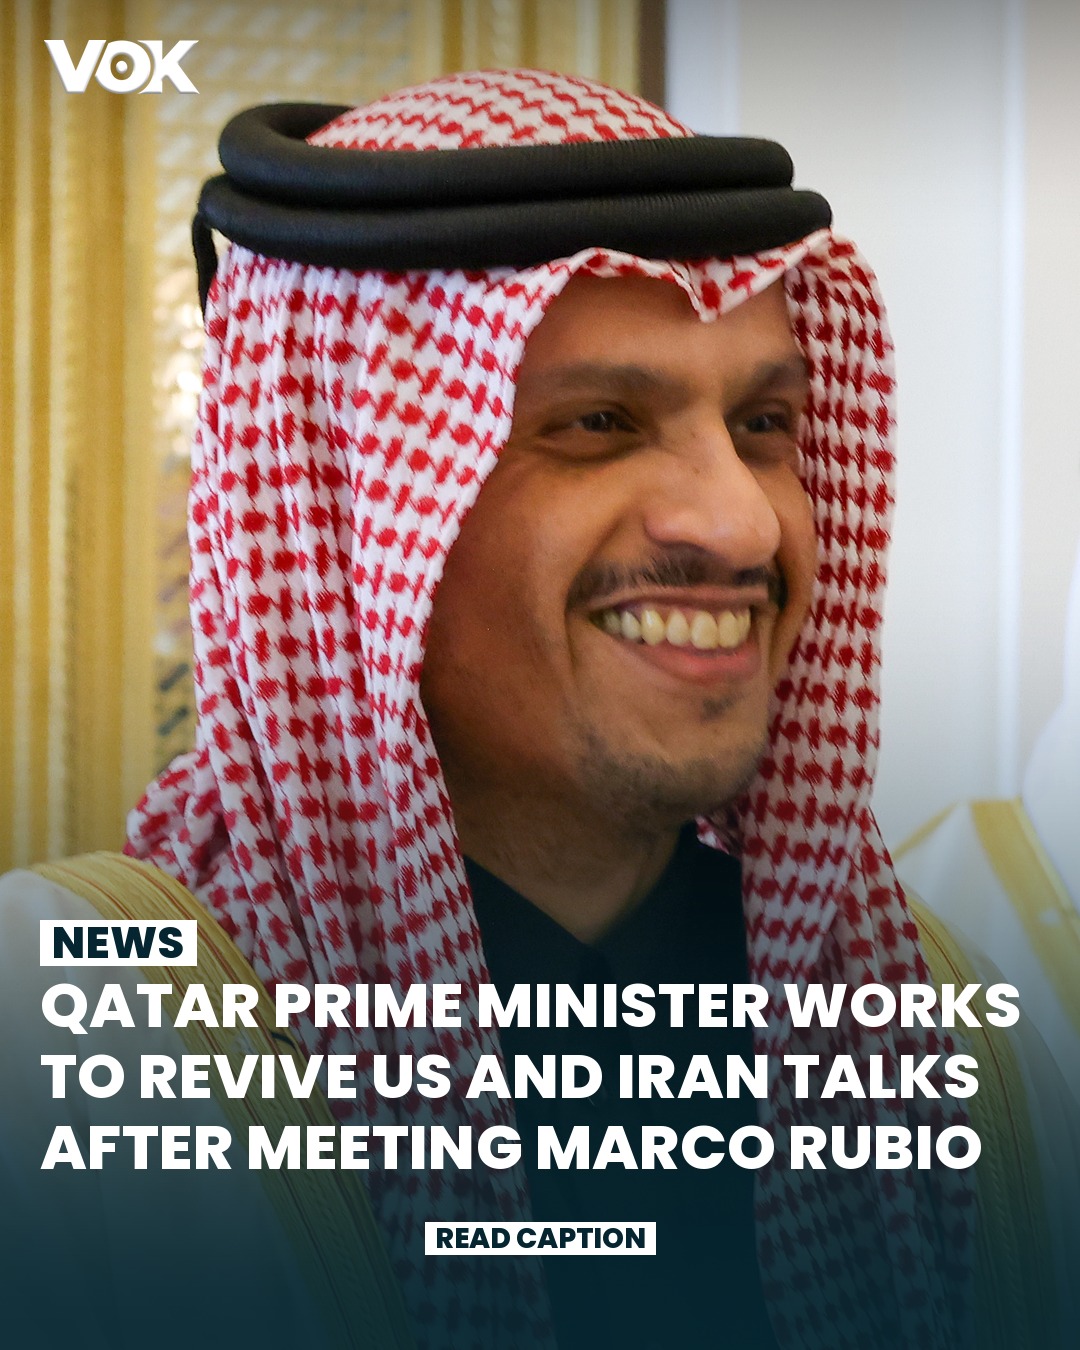 VOK
NEWS
QATAR PRIME MINISTER WORKS
TO REVIVE US AND IRAN TALKS
AFTER MEETING MARCO RUBIO
READ CAPTION